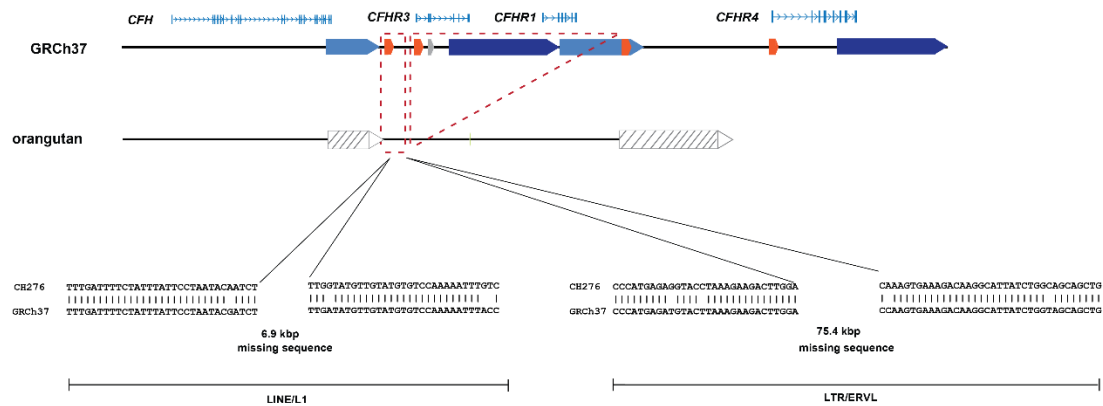 CFH CFHR3 CFHR1 CFHR4
GRCh37
orangutan
CH276 TTTGATTTTCTATTTATTCCTAATACAATCT TTGGTATGTTGTATGTGTCCAAAAATTTGTC
GRCh37 TTTGATTTTCTATTTATTCCTAATACGATCT TTGATATGTTGTATGTGTCCAAAAATTTACC
6.9 kbp
missing sequence
LINE/L1
CH276 CCCATGAGAGGTACCTAAAGAAGACTTGGA CAAAGTGAAAGACAAGGCATTATCTGGCAGCAGCTG
GRCh37 CCCATGAGATGTACTTAAAGAAGACTTGGA CCAAGTGAAAGACAAGGCATTATCTGGTAGCAGCTG
75.4 kbp
missing sequence
LTR/ERVL